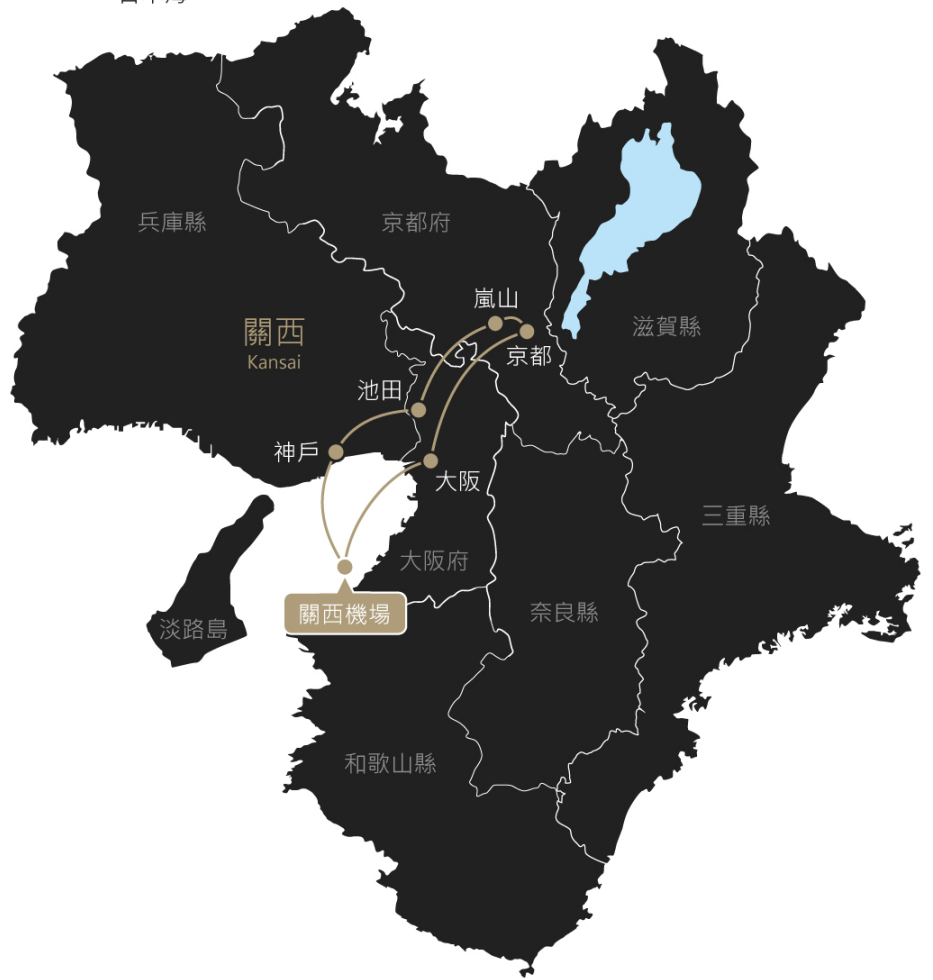 兵庫縣
京都府
嵐山
關西
Kansai
滋賀縣
京都
池田
神戶
大阪
三重縣
大阪府
關西機場
奈良縣
淡路島
和歌山縣